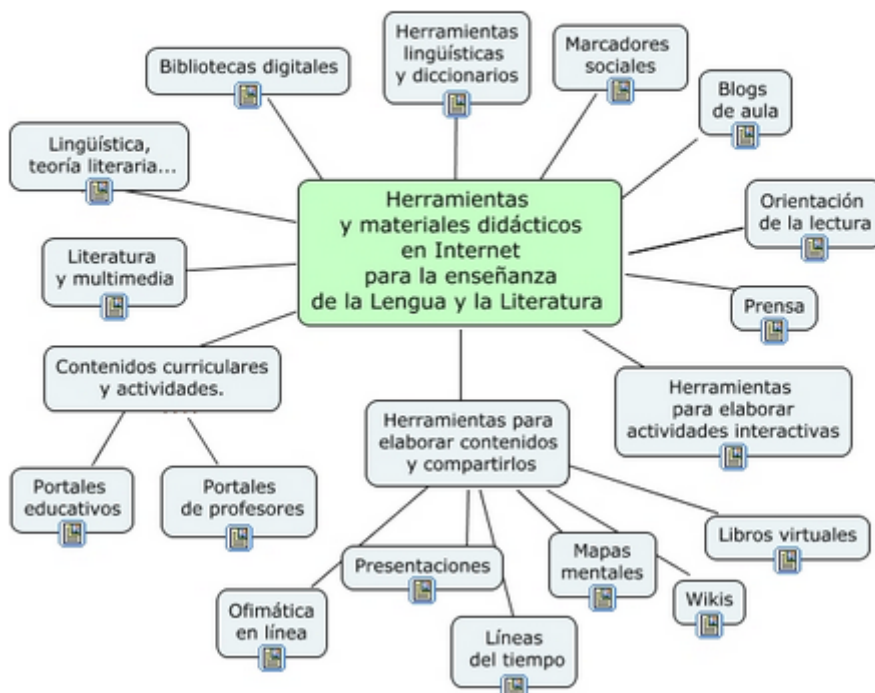 Bibliotecas digitales
Herramientas
lingüísticas
y diccionarios
Marcadores
sociales
Blogs
de aula
Lingüística,
teoría literaria...
Herramientas
y materiales didácticos
en Internet
para la enseñanza
de la Lengua y la Literatura
Orientación
de la lectura
Literatura
y multimedia
Prensa
Contenidos curriculares
y actividades.
Herramientas para
elaborar contenidos
y compartirlos
Herramientas
para elaborar
actividades interactivas
Portales
educativos
Portales
de profesores
Presentaciones
Mapas
mentales
Libros virtuales
Ofimática
en línea
Líneas
del tiempo
Wikis